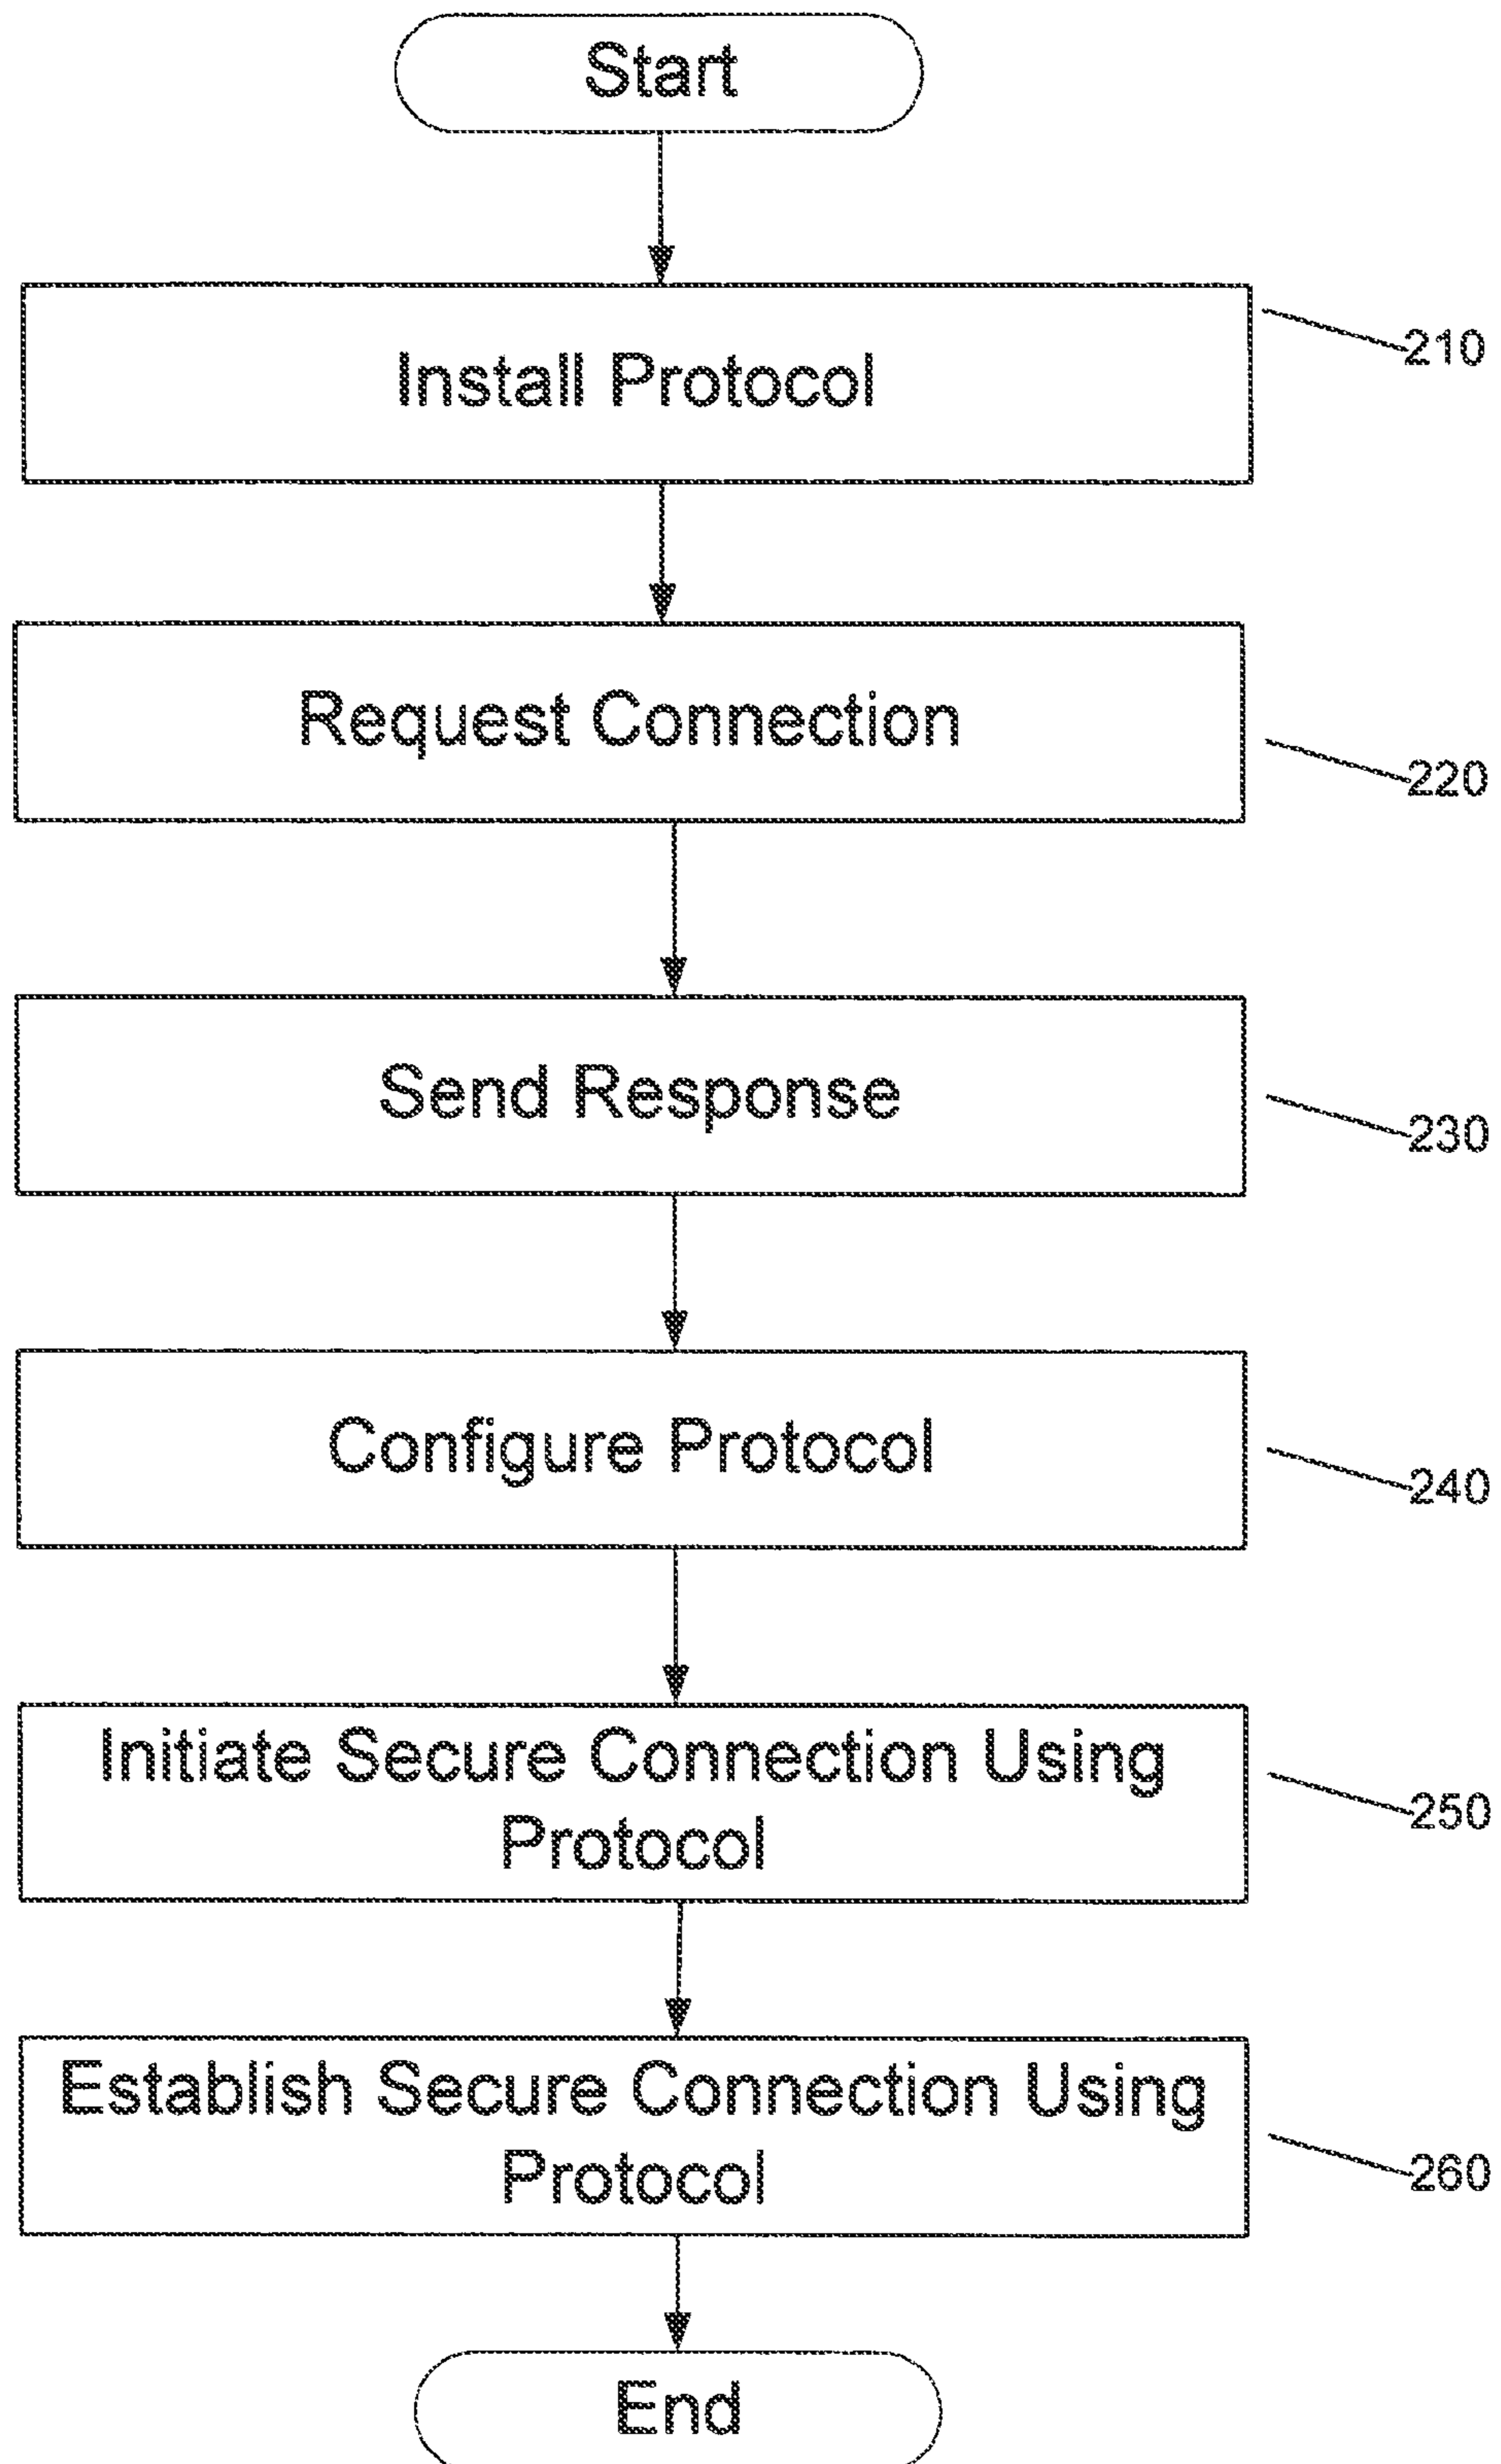 Start
Install Protocol
210
Request Connection
220
Send Response
230
Configure Protocol
240
Initiate Secure Connection Using
Protocol
250
Establish Secure Connection Using
Protocol
260
End